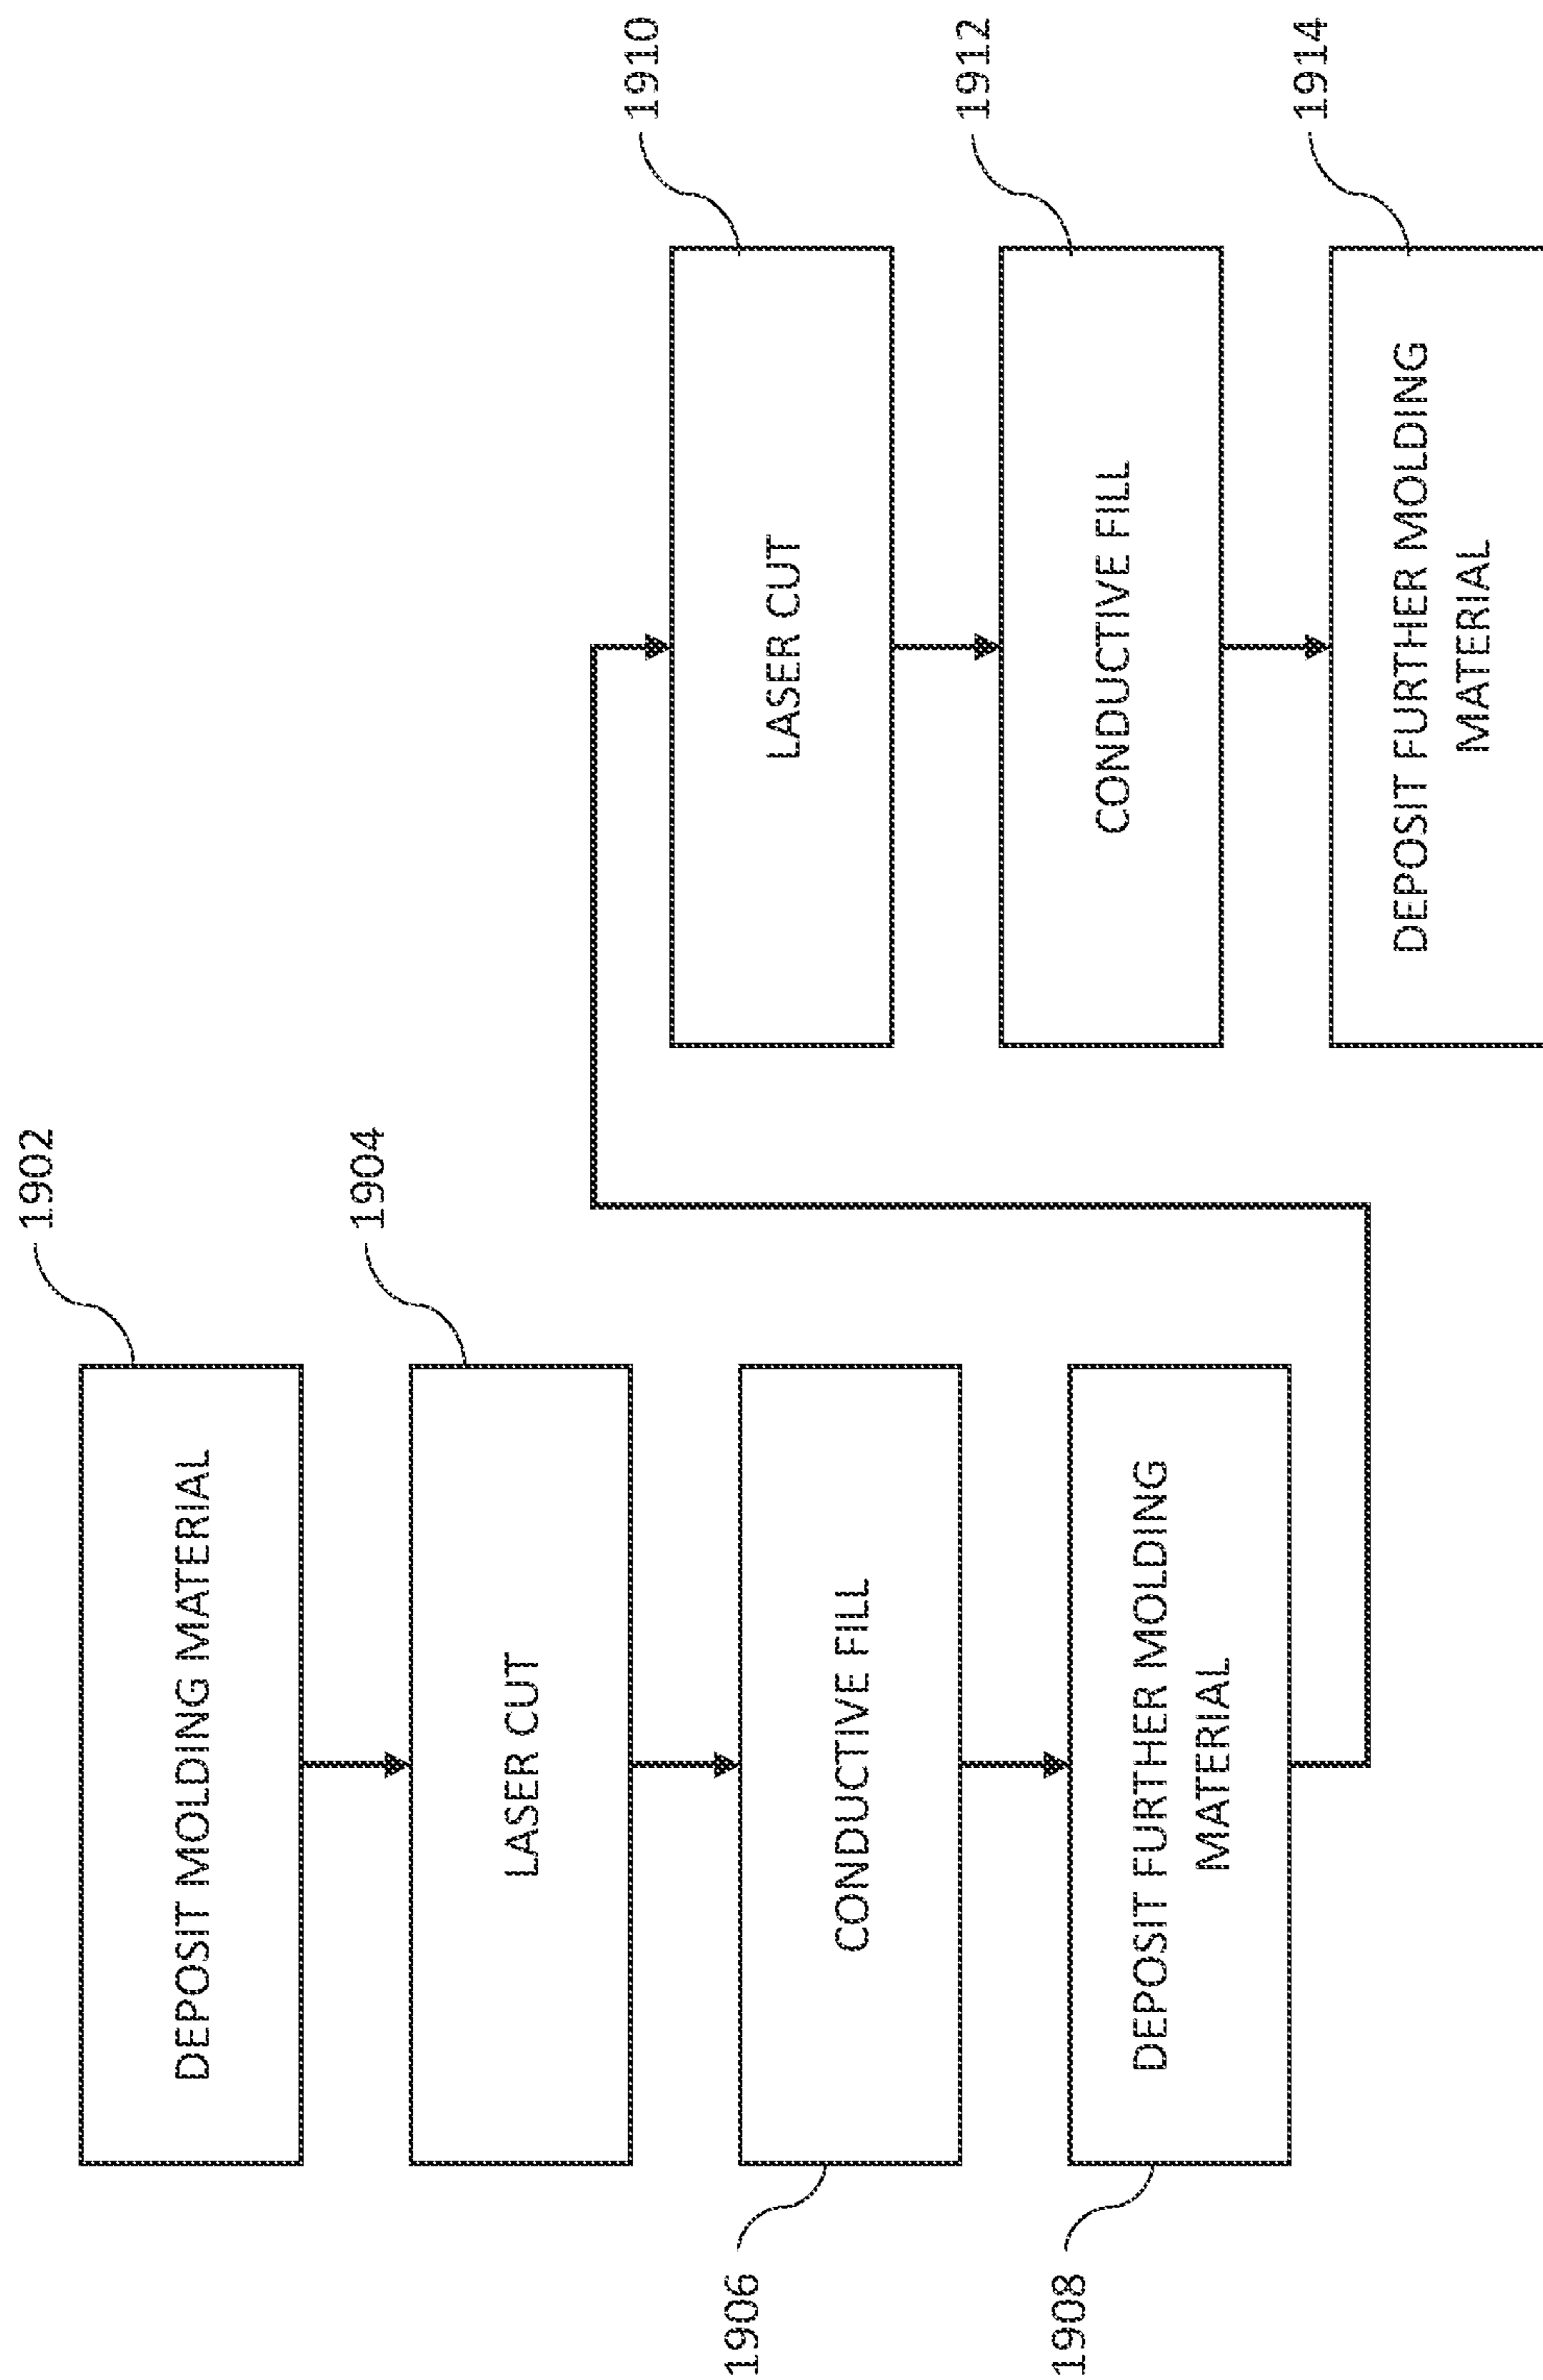 1902
DEPOSIT MOLDING MATERIAL
1904
LASER CUT
1906
CONDUCTIVE FILL
1908
DEPOSIT FURTHER MOLDING
MATERIAL
1910
LASER CUT
1912
CONDUCTIVE FILL
1914
DEPOSIT FURTHER MOLDING
MATERIAL